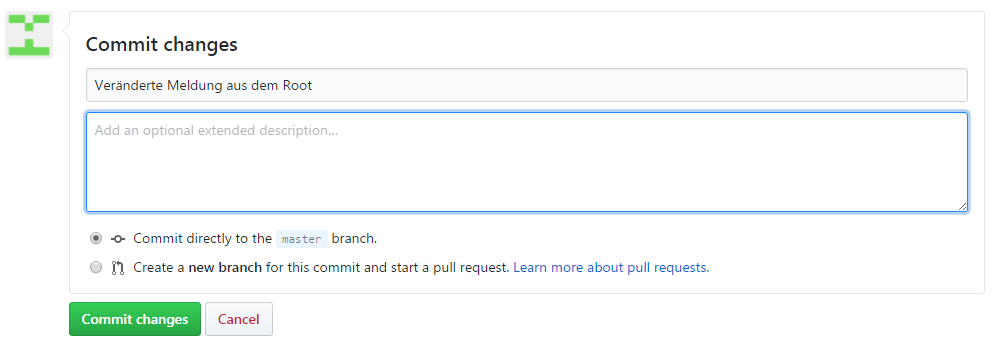 Commit changes
Veränderte Meldung aus dem Root
Add an optional extended description...
Commit directly to the master branch.
Create a new branch for this commit and start a pull request. Learn more about pull requests.
Commit changes Cancel